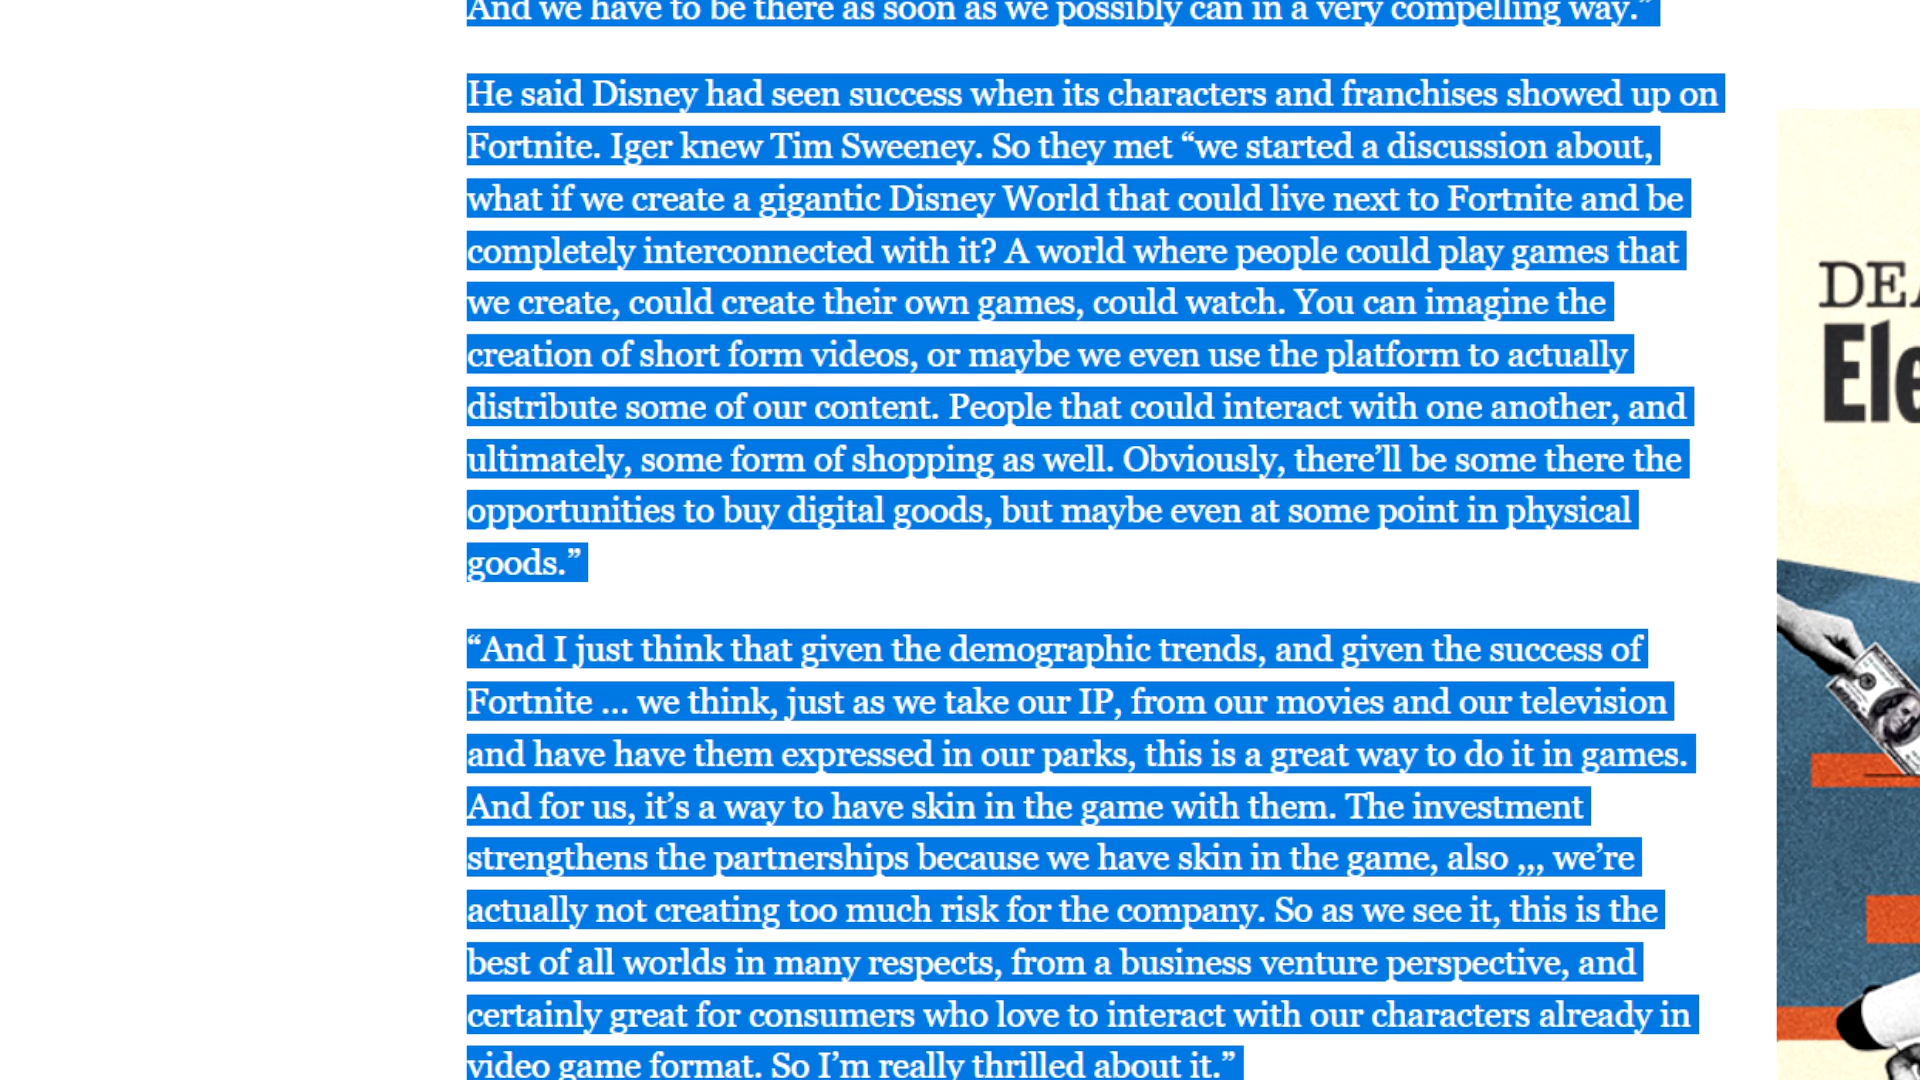 And we have to be there as soon as we possibly can in a very compelling way.”
He said Disney had seen success when its characters and franchises showed up on
Fortnite. Iger knew Tim Sweeney. So they met “we started a discussion about,
what if we create a gigantic Disney World that could live next to Fortnite and be
completely interconnected with it? A world where people could play games that
we create, could create their own games, could watch. You can imagine the
creation of short form videos, or maybe we even use the platform to actually
distribute some of our content. People that could interact with one another, and
ultimately, some form of shopping as well. Obviously, there’ll be some there the
opportunities to buy digital goods, but maybe even at some point in physical
goods.”
“And I just think that given the demographic trends, and given the success of
Fortnite … we think, just as we take our IP, from our movies and our television
and have have them expressed in our parks, this is a great way to do it in games.
And for us, it’s a way to have skin in the game with them. The investment
strengthens the partnerships because we have skin in the game, also ,,, we’re
actually not creating too much risk for the company. So as we see it, this is the
best of all worlds in many respects, from a business venture perspective, and
certainly great for consumers who love to interact with our characters already in
video game format. So I’m really thrilled about it.”